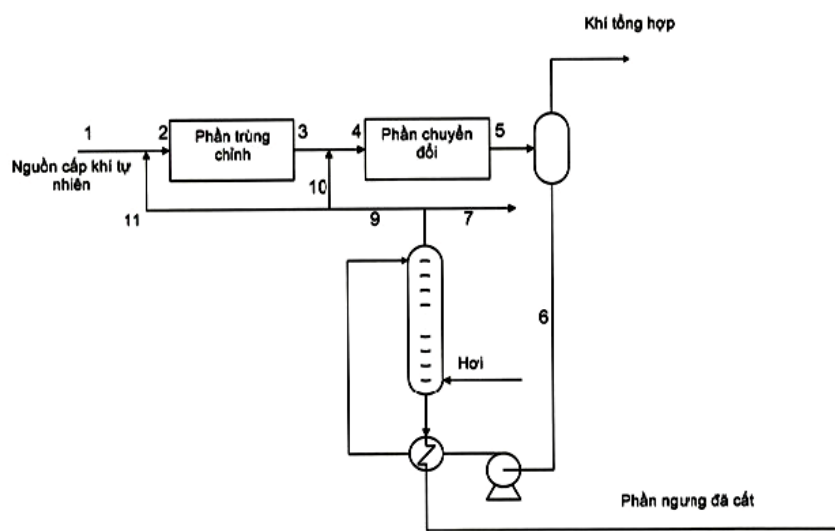 Khí tổng hợp
1
2
Phần trùng
chỉnh
3
4
Phần chuyển
đổi
5
Nguồn cấp khí tự
nhiên
10
11
9
7
6
Hơi
Phần ngưng đã cất